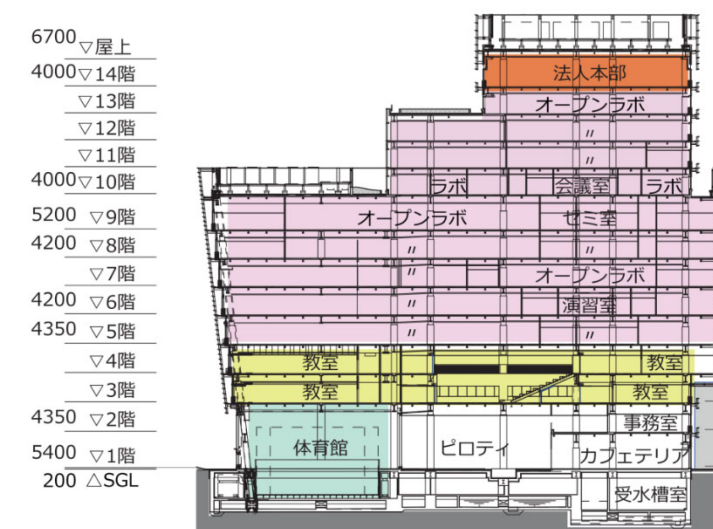 6700 ▽屋上
4000 ▽14階
法人本部
▽13階
オープンラボ
▽12階
〃
▽11階
〃
4000 ▽10階
ラボ 会議室 ラボ
5200 ▽9階
オープンラボ セミ室
4200 ▽8階
〃 〃
▽7階
〃 オープンラボ
4200 ▽6階
〃 演習室
4350 ▽5階
〃 〃
▽4階
教室 教室
▽3階
教室 教室
4350 ▽2階
事務室
5400 ▽1階
体育館 ピロティ カフェテリア
200 △SGL
受水槽室